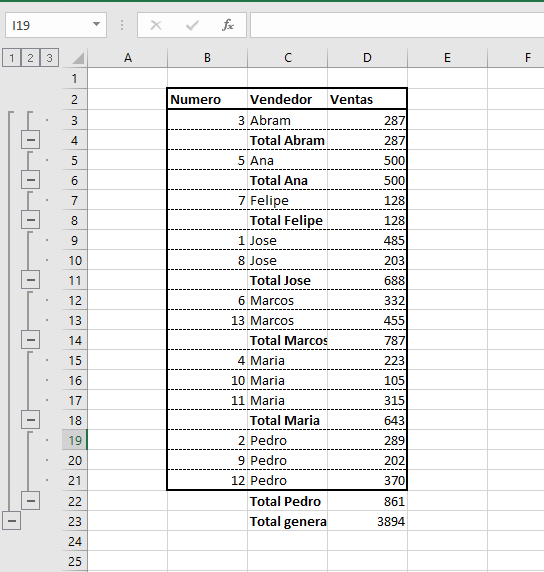 I19 fx
1 2 3 A B C D E F
1
2 Numero Vendedor Ventas
3 3 Abram 287
4 Total Abram 287
5 5 Ana 500
6 Total Ana 500
7 7 Felipe 128
8 Total Felipe 128
9 1 Jose 485
10 8 Jose 203
11 Total Jose 688
12 6 Marcos 332
13 13 Marcos 455
14 Total Marcos 787
15 4 Maria 223
16 10 Maria 105
17 11 Maria 315
18 Total Maria 643
19 2 Pedro 289
20 9 Pedro 202
21 12 Pedro 370
22 Total Pedro 861
23 Total genera 3894
24
25